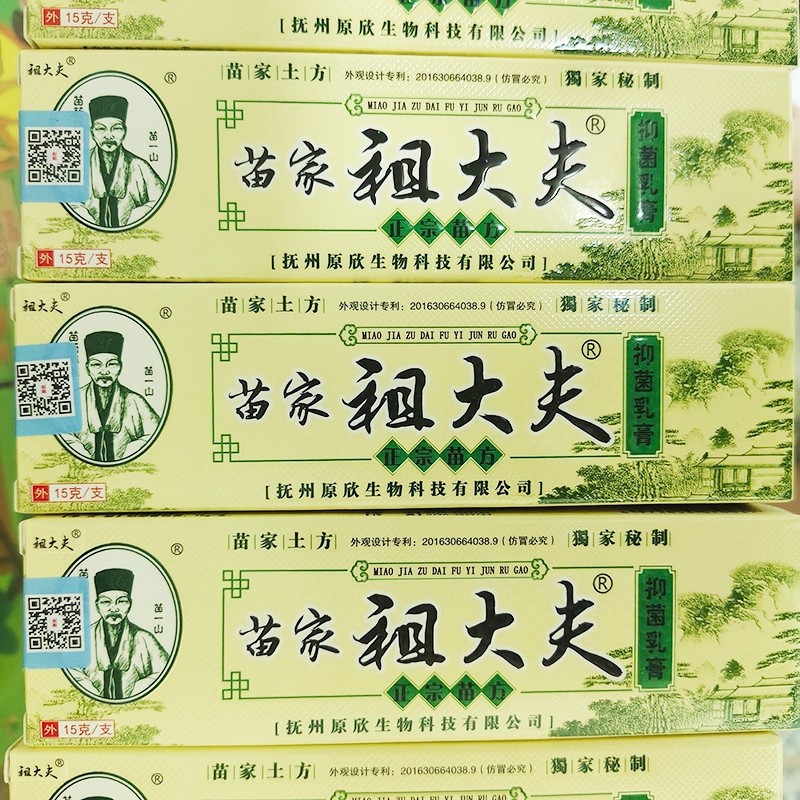 15克/支
[抚州原欣生物科技有限公司]
祖大夫®
®
苗家土方
外观设计专利:201630664038.9(仿冒必究)
獨家秘制
MIAO JIA ZU DAI FU YI JUN RU GAO
苗一山
苗家祖大夫®
抑菌乳膏
正宗苗方
外 15克/支
[抚州原欣生物科技有限公司]
祖大夫®
®
苗家土方
外观设计专利:201630664038.9(仿冒必究)
獨家秘制
MIAO JIA ZU DAI FU YI JUN RU GAO
苗一山
苗家祖大夫®
抑菌乳膏
正宗苗方
外 15克/支
[抚州原欣生物科技有限公司]
祖大夫®
®
苗家土方
外观设计专利:201630664038.9(仿冒必究)
獨家秘制
MIAO JIA ZU DAI FU YI JUN RU GAO
苗一山
苗家祖大夫®
抑菌乳膏
正宗苗方
外 15克/支
[抚州原欣生物科技有限公司]
祖大夫®
®
苗家土方
外观设计专利:201630664038.9(仿冒必究)
獨家秘制